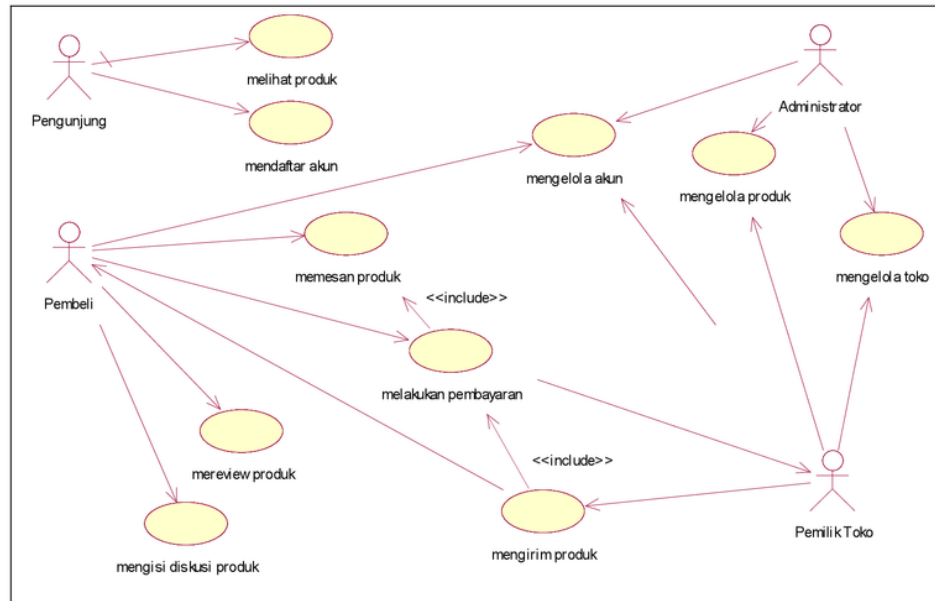 melihat produk
Pengunjung
Administrator
mendaftar akun
mengelola akun
mengelola produk
memesan produk
mengelola toko
Pembeli
<<include>>
melakukan pembayaran
mereview produk
<<include>>
Pemilik Toko
mengirim produk
mengisi diskusi produk